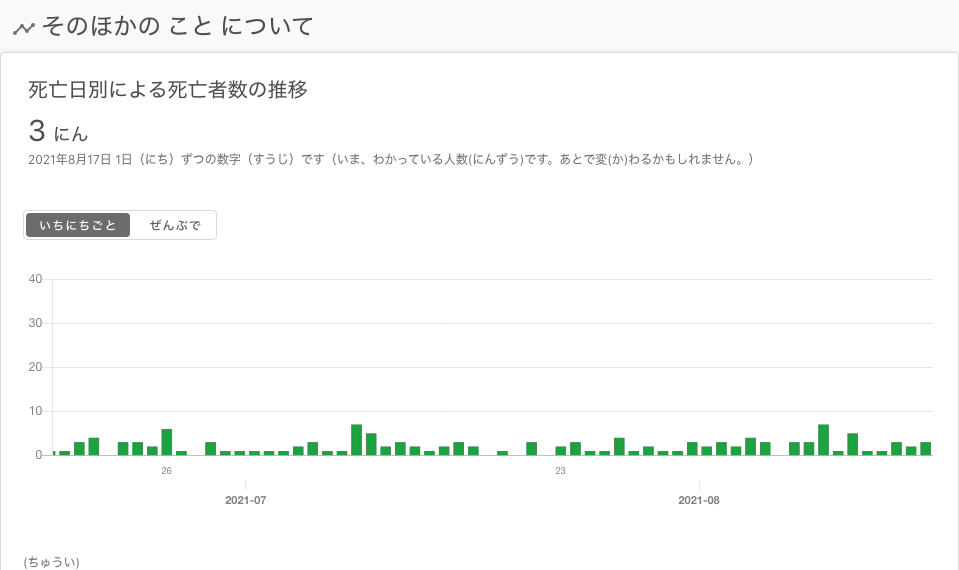 そのほかの こと について
死亡日別による死亡者数の推移
3 にん
2021年8月17日 1日（にち）ずつの数字（すうじ）です（いま、わかっている人数(にんずう)です。あとで変(か)わるかもしれません。）
いちにちごと ぜんぶで
40
30
20
10
0
26 23
2021-07 2021-08
(ちゅうい)